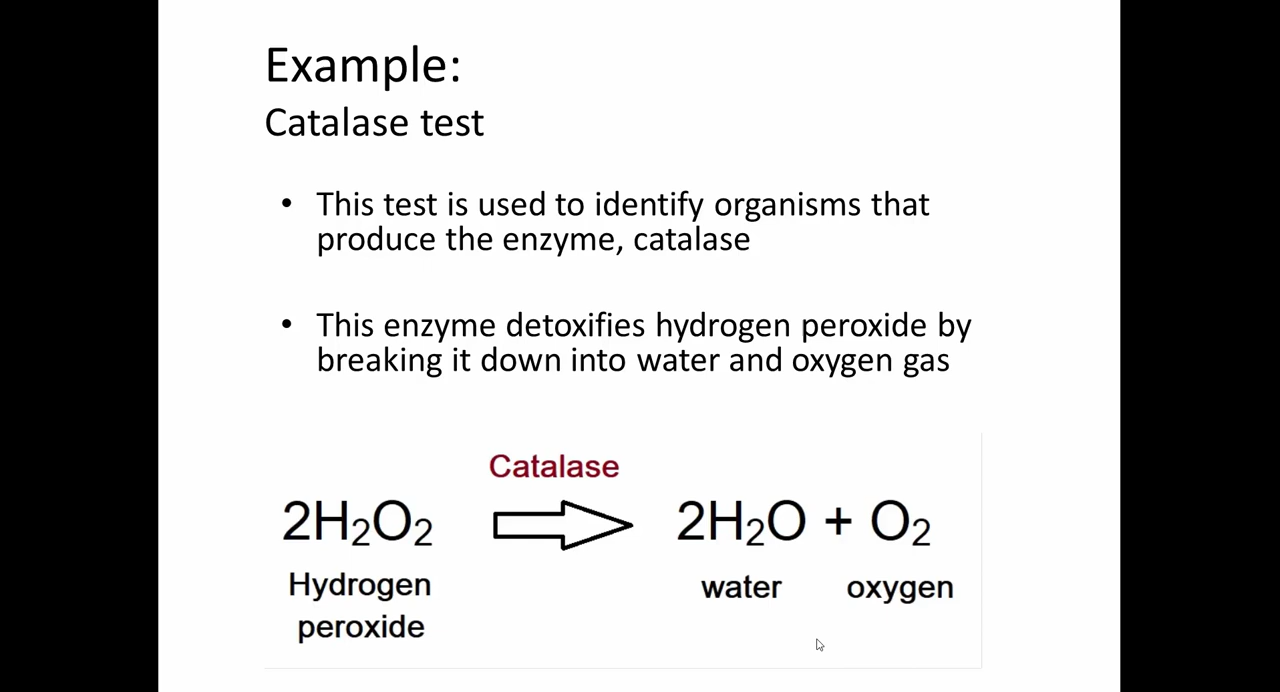 Example:
Catalase test
• This test is used to identify organisms that
produce the enzyme, catalase
• This enzyme detoxifies hydrogen peroxide by
breaking it down into water and oxygen gas
Catalase
2H₂O₂ 2H₂O + O₂
Hydrogen water oxygen
peroxide